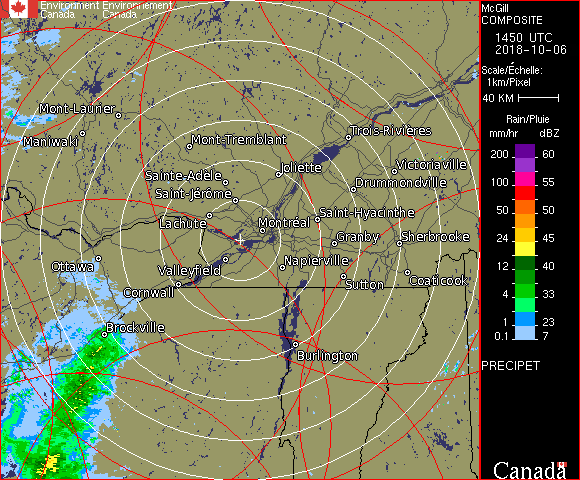 Environment Environnement
Canada Canada
McGill
COMPOSITE
1450 UTC
2018-10-06
Scale/Échelle:
1km/Pixel
40 KM
Rain/Pluie
mm/hr dBZ
200 60
150 55
100 55
50 50
24 45
12 40
4 33
1 23
0.1 7
PRECIPET
Canada
Mont-Laurier
Maniwaki
Mont-Tremblant
Trois-Rivières
Joliette
Victoriaville
Sainte-Adèle
Drummondville
Saint-Jérôme
Saint-Hyacinthe
Lachute
Montréal
Granby
Sherbrooke
Ottawa
Valleyfield
Napierville
Sutton
Coaticook
Cornwall
Brockville
Burlington